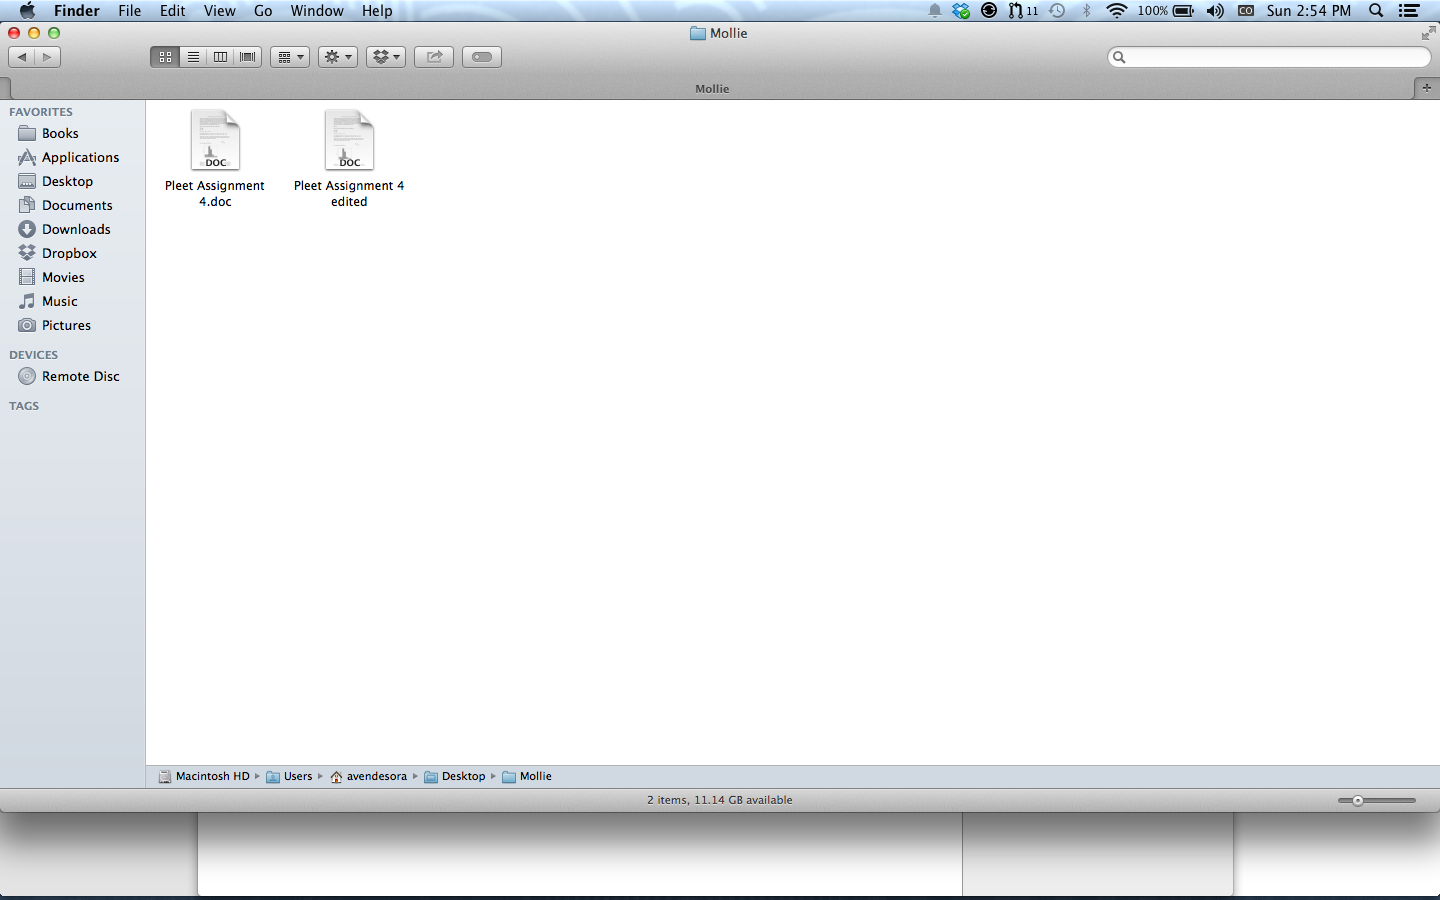 Finder File Edit View Go Window Help 11 100% CO Sun 2:54 PM
Mollie
Mollie
FAVORITES
Books
Applications
Desktop
Documents
Downloads
Dropbox
Movies
Music
Pictures
DEVICES
Remote Disc
TAGS
DOC
Pleet Assignment
4.doc
DOC
Pleet Assignment 4
edited
Macintosh HD Users avendesora Desktop Mollie
2 items, 11.14 GB available